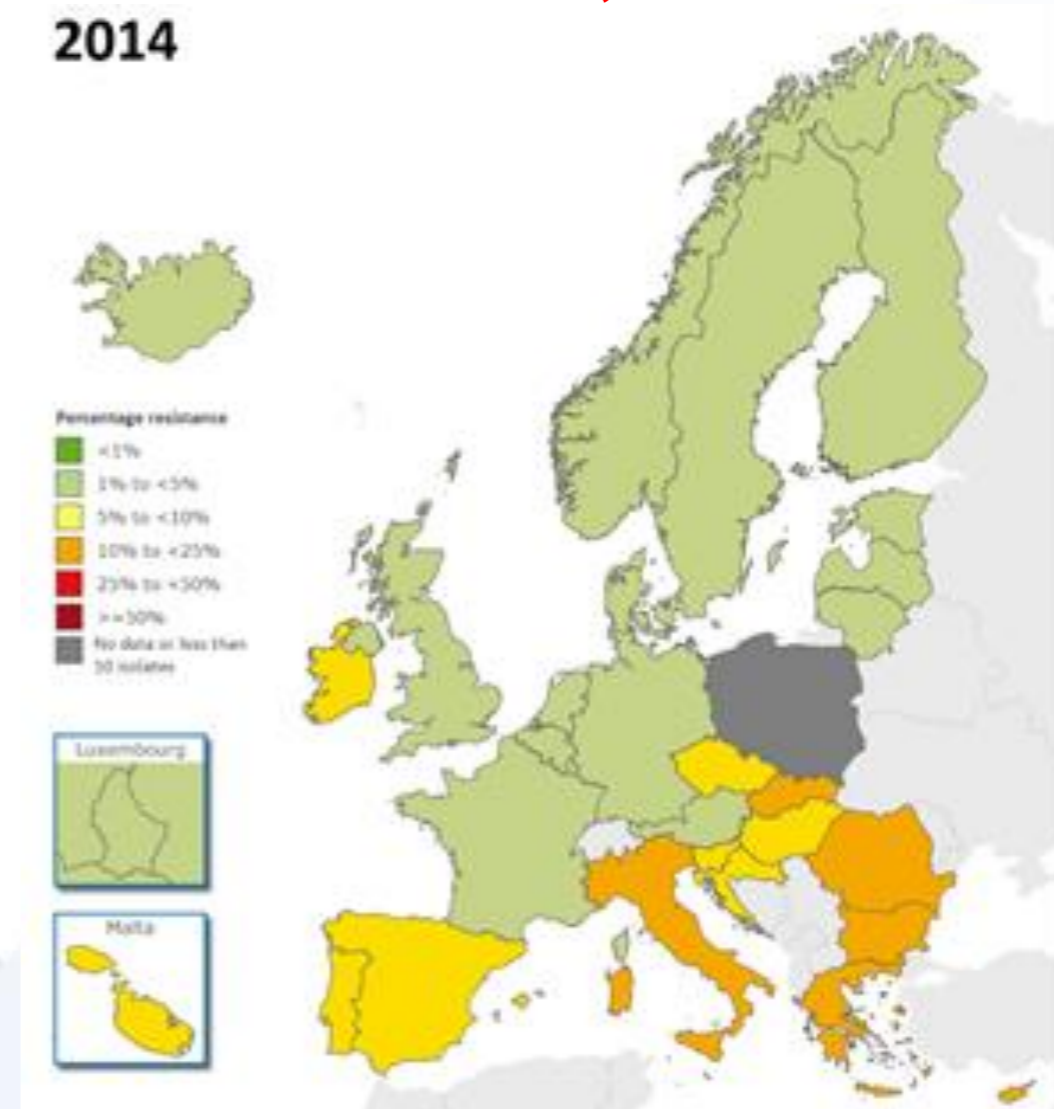 2014
Percentage resistance
<1%
1% to <5%
5% to <10%
10% to <25%
25% to <50%
>=50%
No data or less than
10 isolates
Luxembourg
Malta